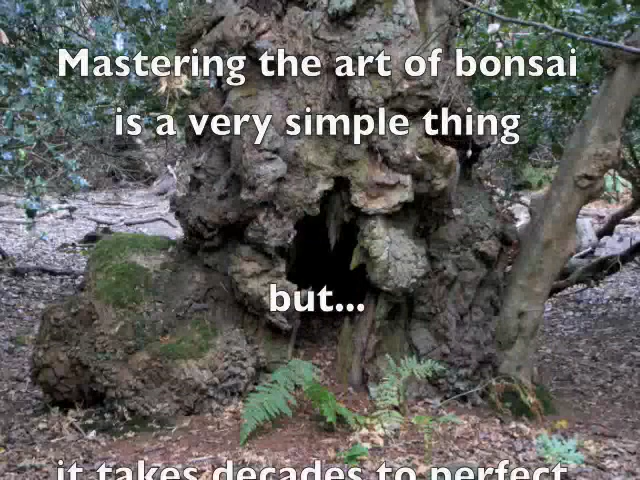 Mastering the art of bonsai
is a very simple thing
but...
it takes decades to perfect